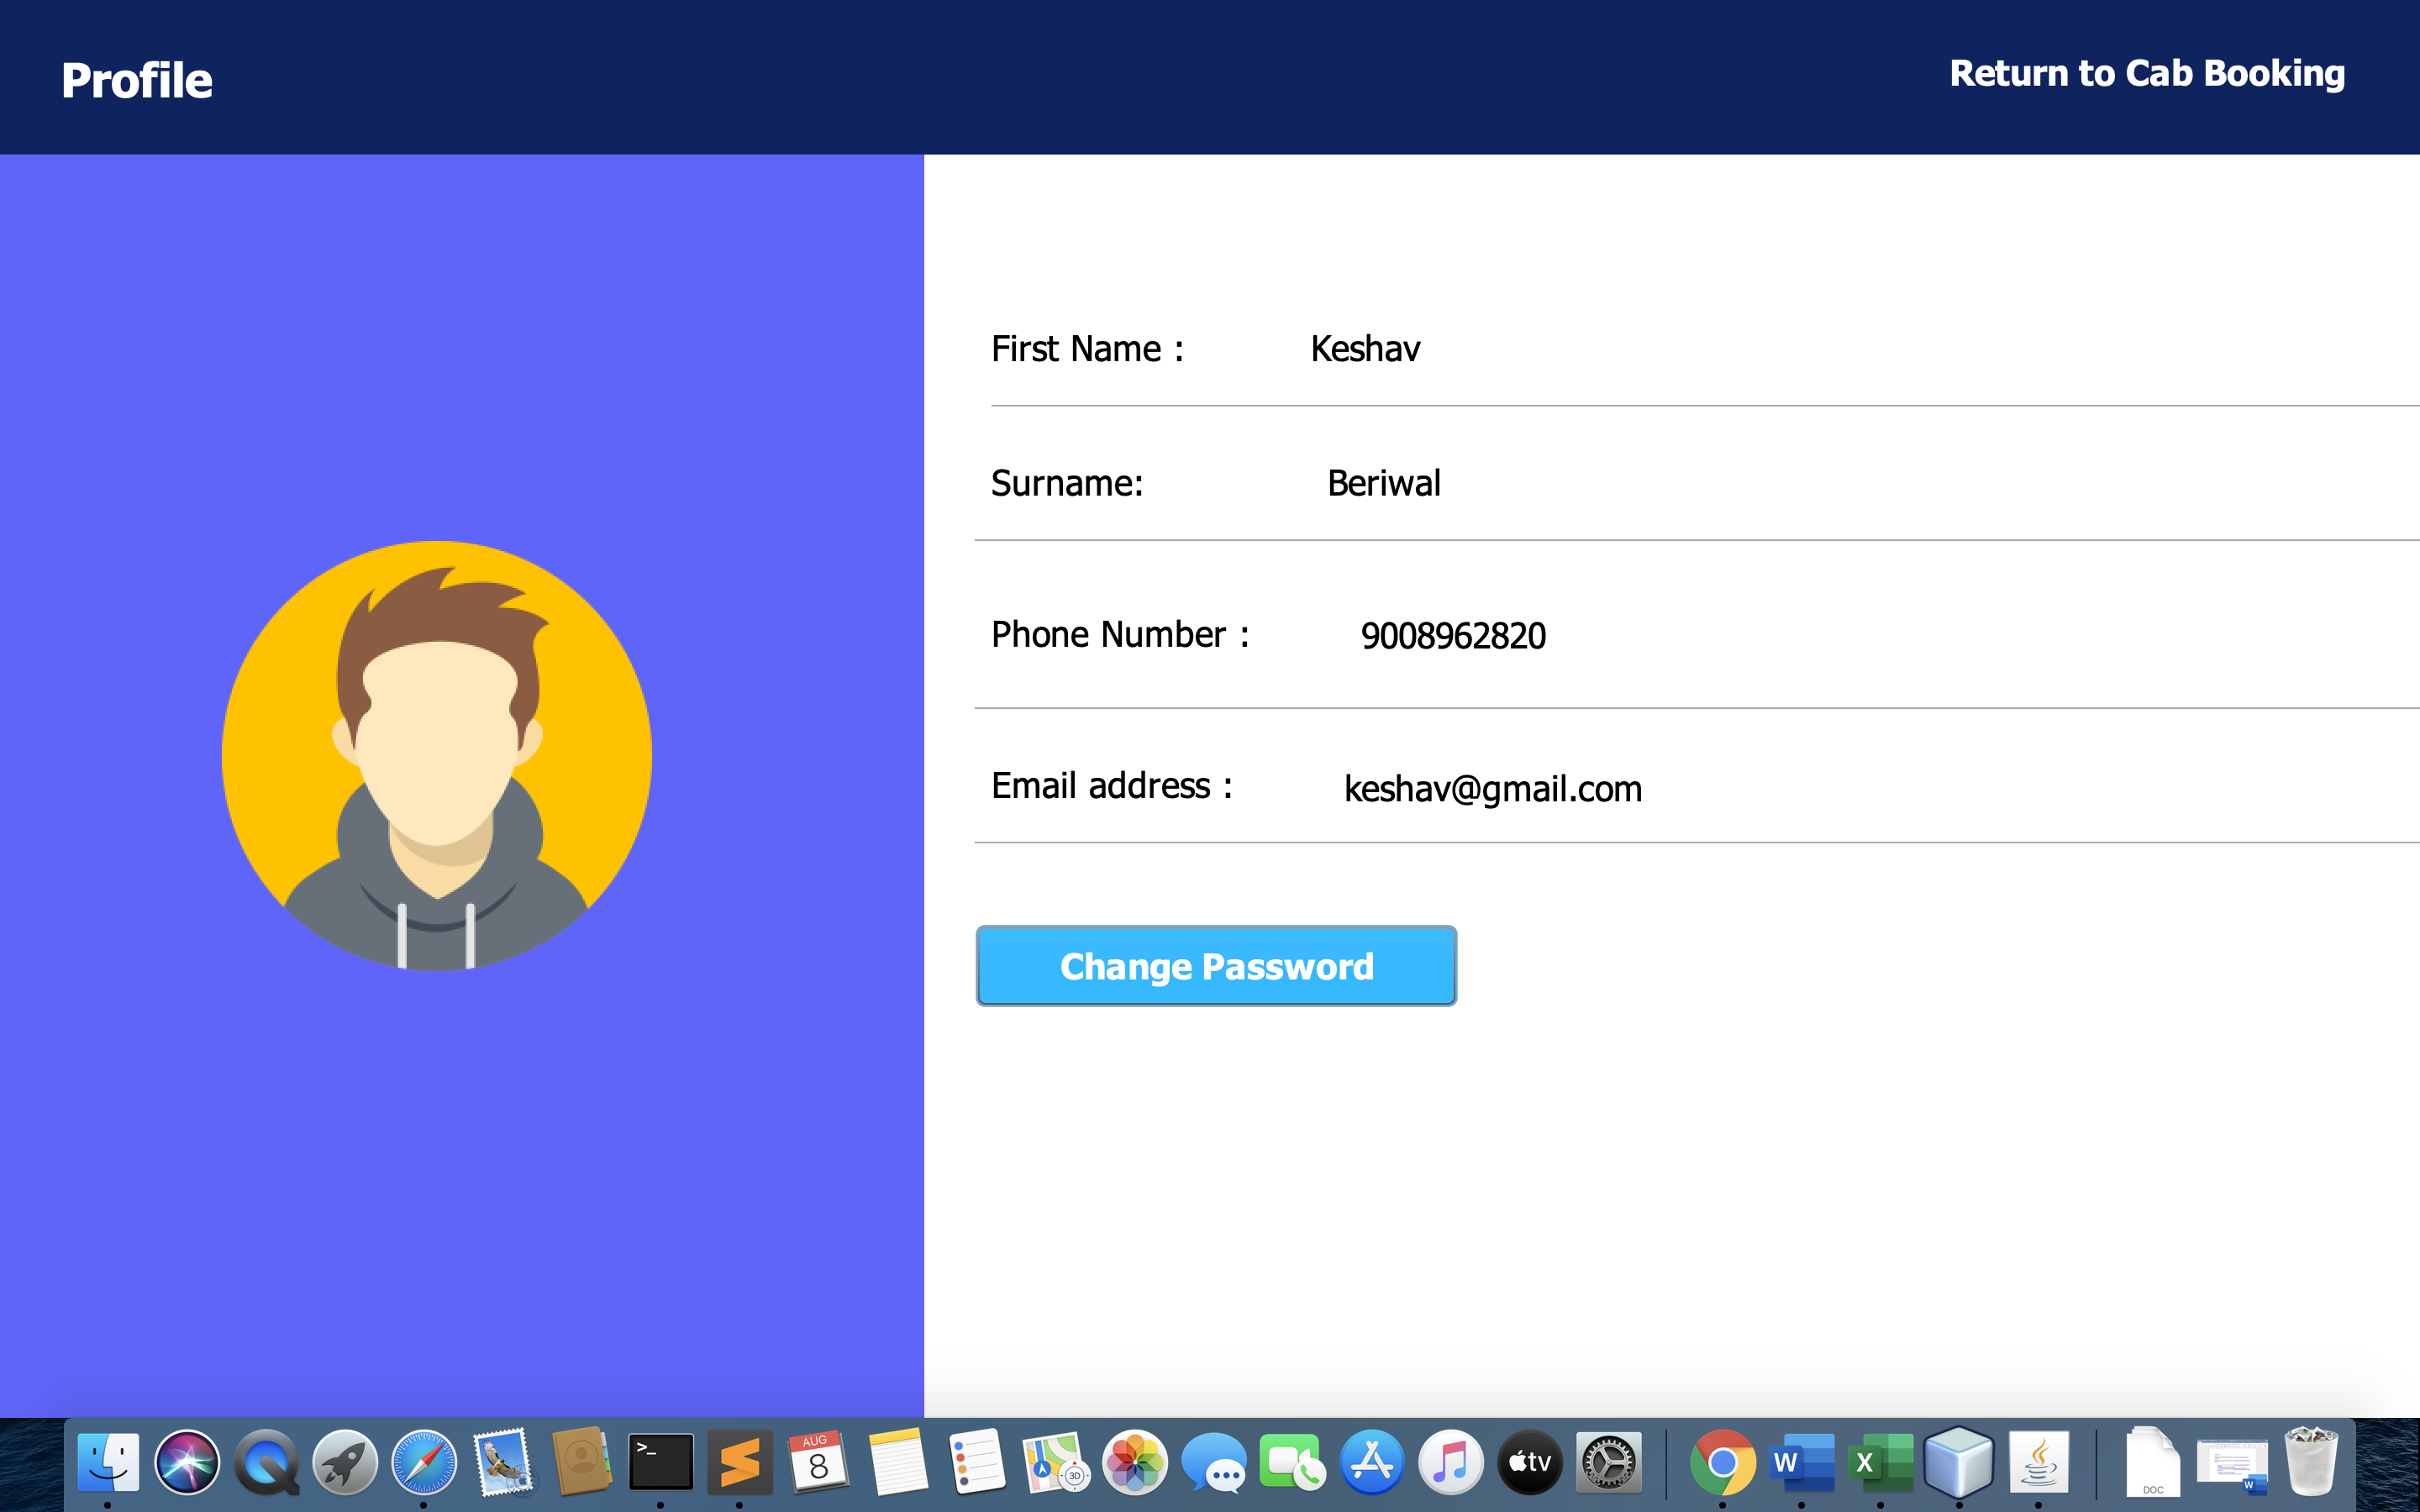 Profile
Return to Cab Booking
First Name : Keshav
Surname: Beriwal
Phone Number : 9008962820
Email address : keshav@gmail.com
Change Password
>_
AUG
8
3D
tv
W
X
DOC
W